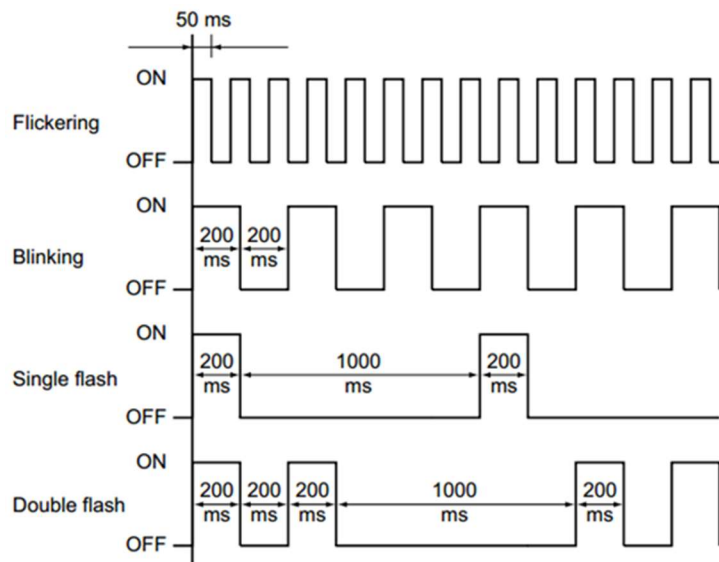 50 ms
ON
Flickering
OFF
ON
200 200
ms ms
Blinking
OFF
ON
200 1000 200
Single flash
ms ms ms
OFF
ON
200 200 200 1000 200
Double flash
ms ms ms ms ms
OFF